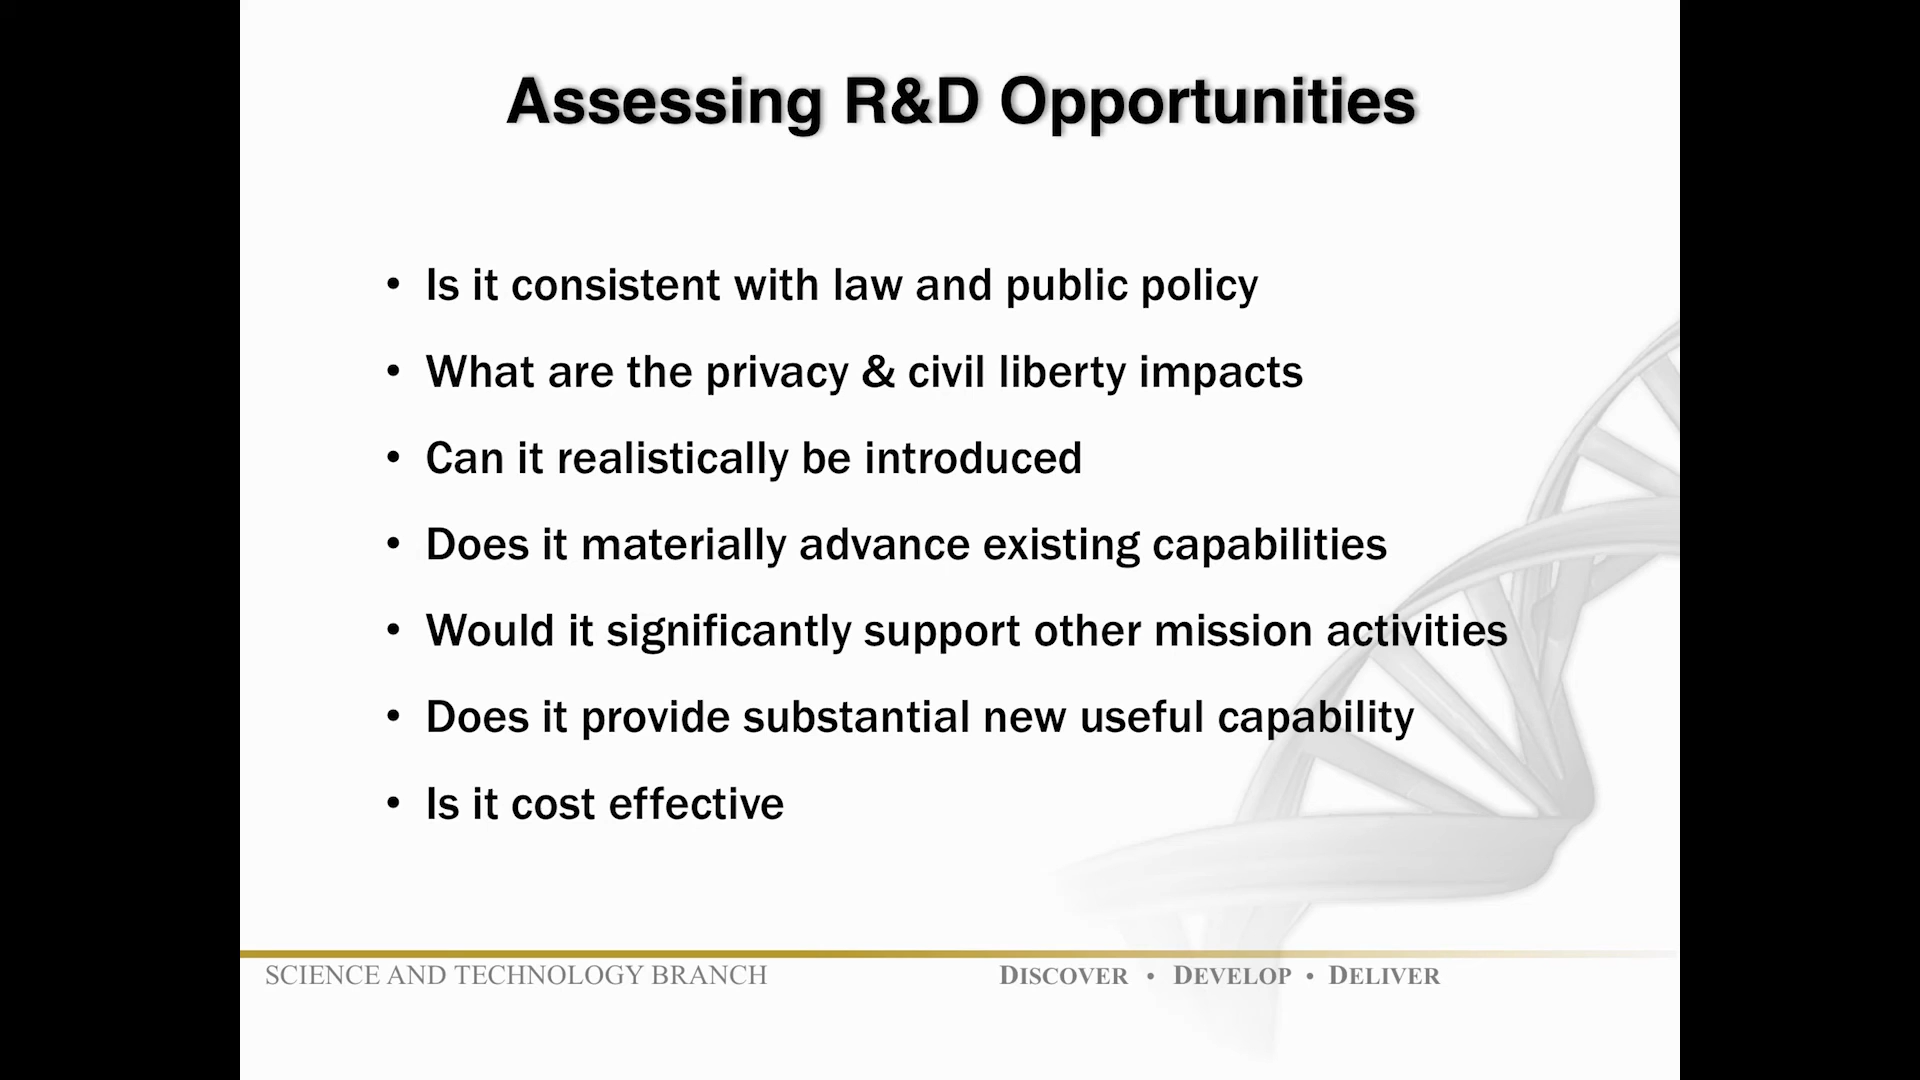 Assessing R&D Opportunities
• Is it consistent with law and public policy
• What are the privacy & civil liberty impacts
• Can it realistically be introduced
• Does it materially advance existing capabilities
• Would it significantly support other mission activities
• Does it provide substantial new useful capability
• Is it cost effective
SCIENCE AND TECHNOLOGY BRANCH
DISCOVER • DEVELOP • DELIVER